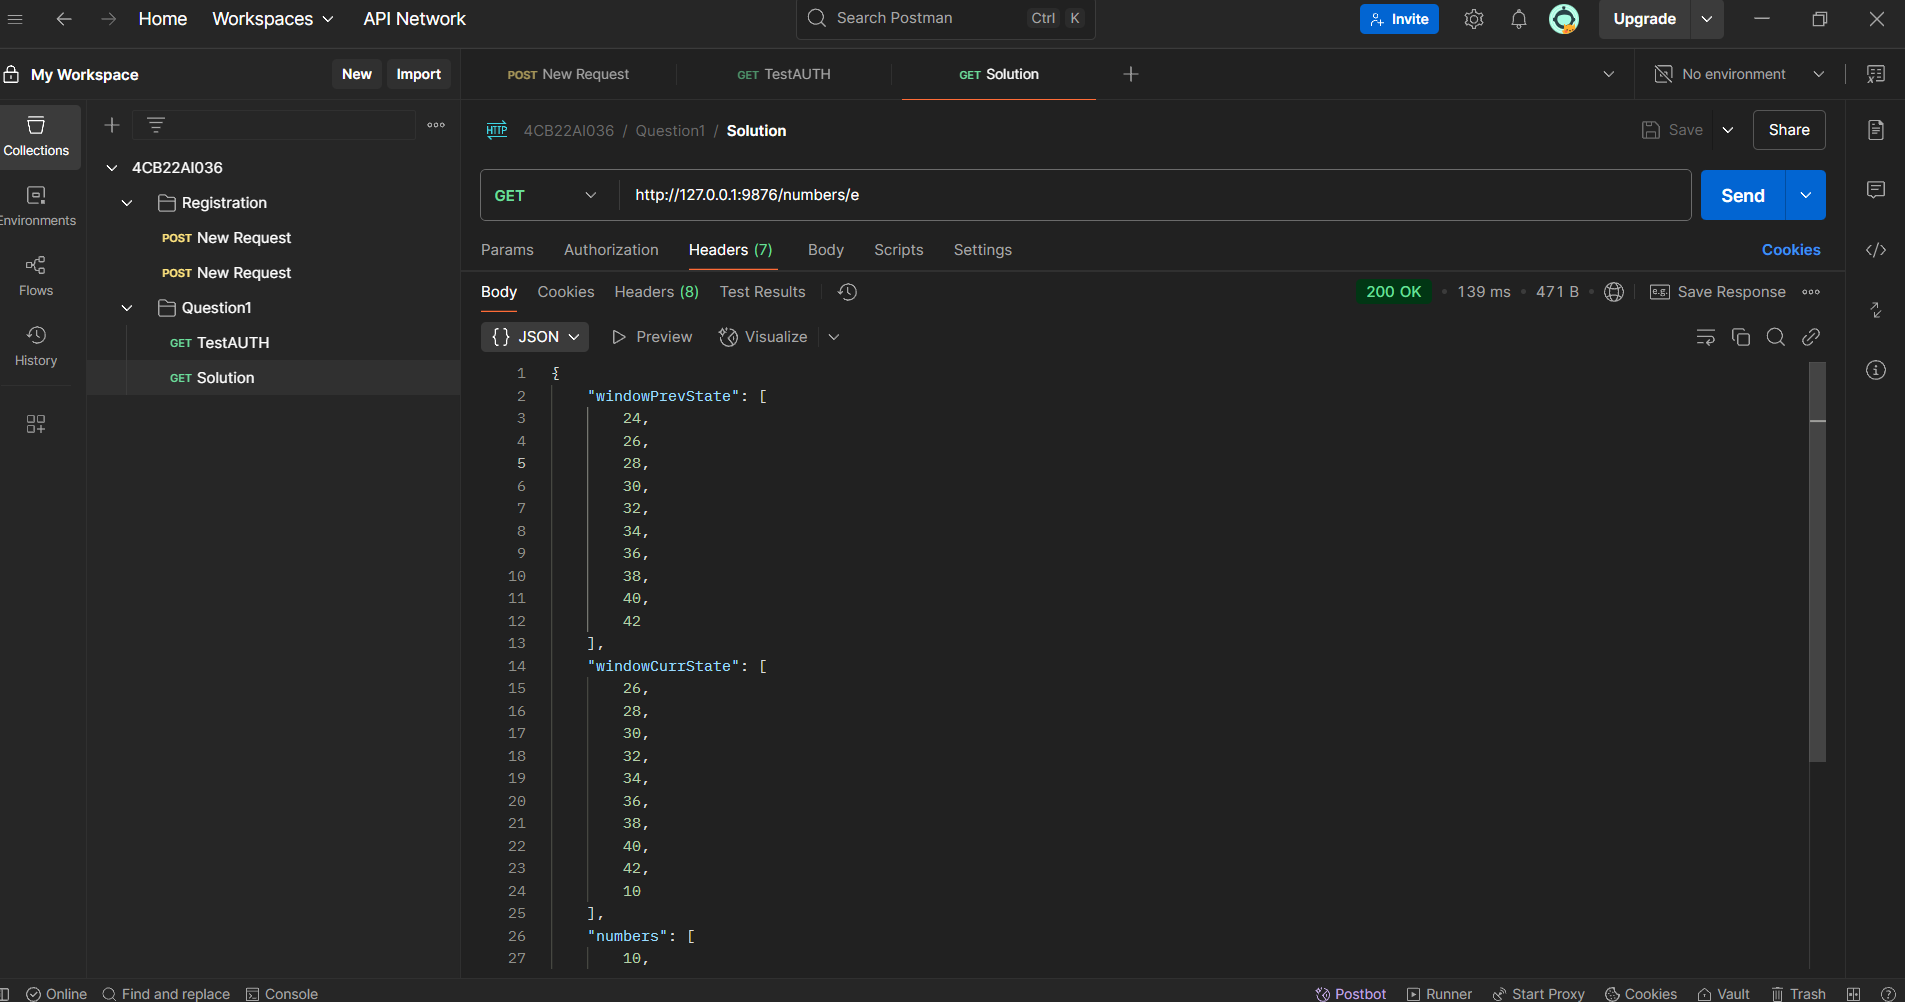 Home Workspaces API Network
Search Postman Ctrl K
Invite
Upgrade
My Workspace
New Import
POST New Request
GET TestAUTH
GET Solution
No environment
Collections
Environments
Flows
History
4CB22AI036
Registration
POST New Request
POST New Request
Question1
GET TestAUTH
GET Solution
HTTP 4CB22AI036 / Question1 / Solution
Save
Share
GET http://127.0.0.1:9876/numbers/e
Send
Params Authorization Headers (7) Body Scripts Settings
Cookies
Body Cookies Headers (8) Test Results
200 OK • 139 ms • 471 B •
e.g. Save Response
{} JSON Preview Visualize
1 {
2 "windowPrevState": [
3 24,
4 26,
5 28,
6 30,
7 32,
8 34,
9 36,
10 38,
11 40,
12 42
13 ],
14 "windowCurrState": [
15 26,
16 28,
17 30,
18 32,
19 34,
20 36,
21 38,
22 40,
23 42,
24 10
25 ],
26 "numbers": [
27 10,
Online Find and replace Console
Postbot Runner Start Proxy Cookies Vault Trash